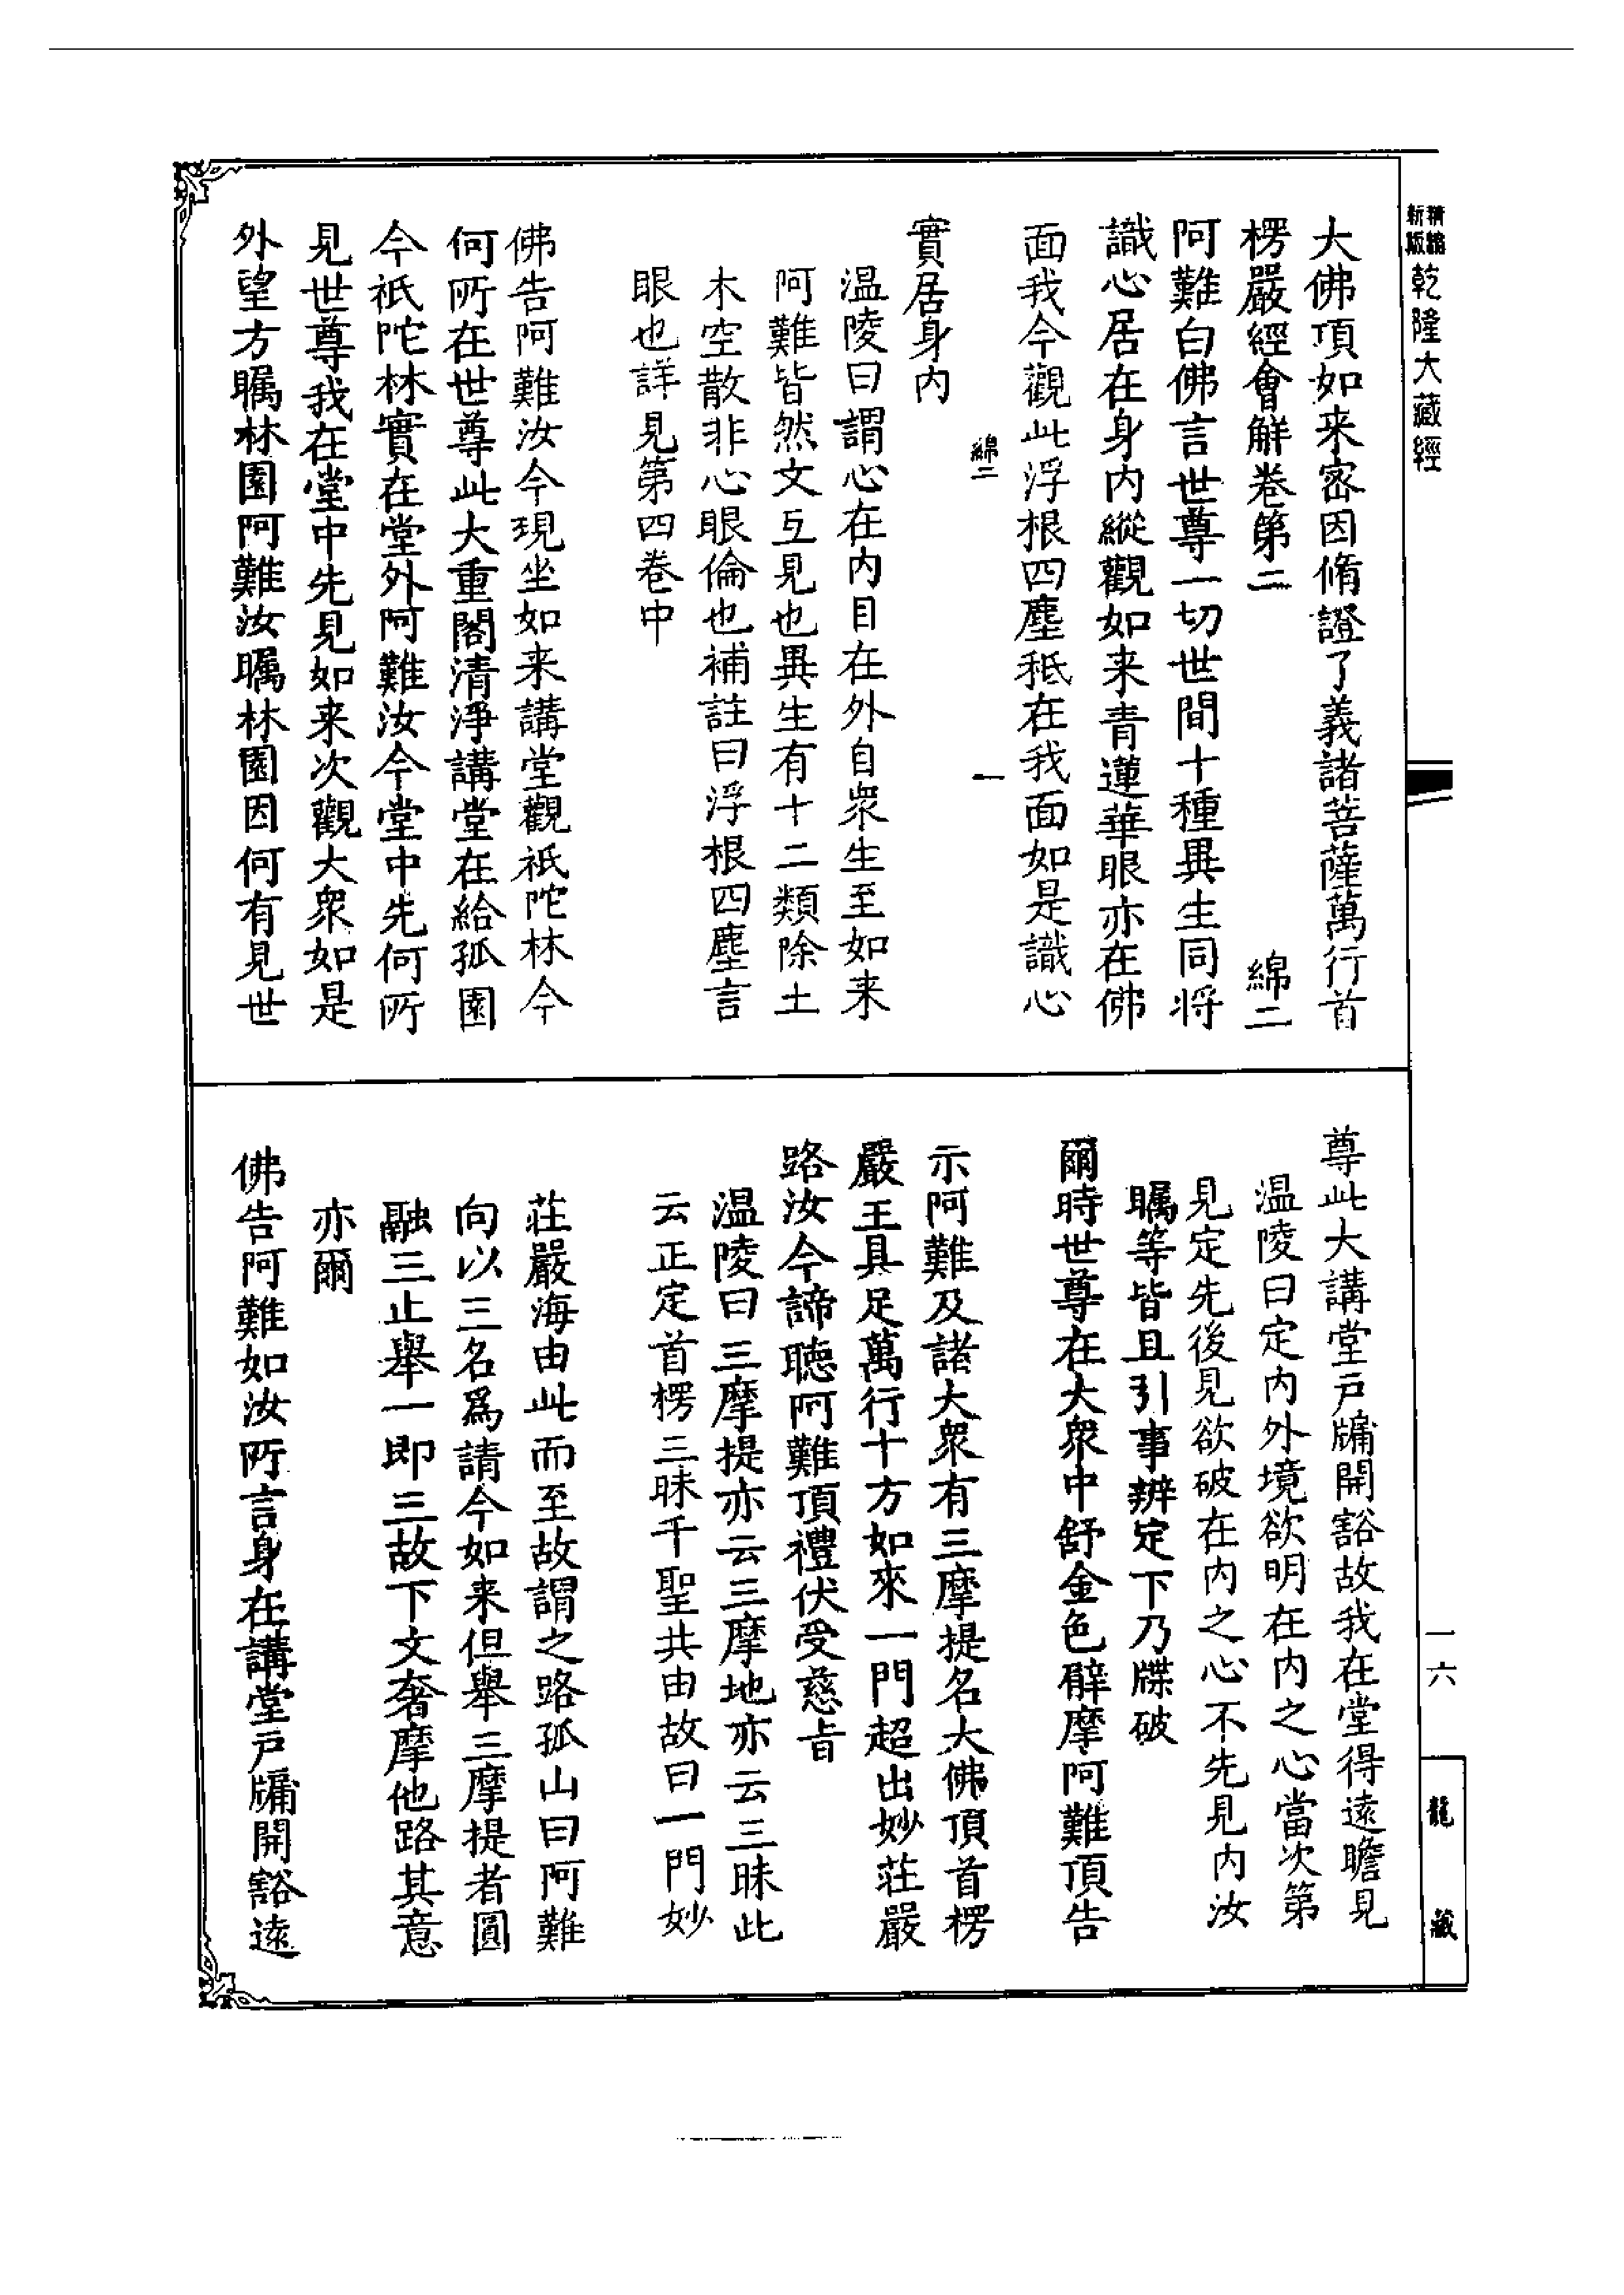 新編縮版乾隆大藏經
大佛頂如来宻因脩證了義諸菩薩萬行首
楞嚴經會解卷第二 綿二
阿難白佛言世尊一切世間十種異生同将
識心居在身内縱觀如来青蓮華眼亦在佛
面我今觀此浮根四塵秖在我面如是識心
綿二 一
實居身内
温陵曰謂心在内目在外自衆生至如来
阿難皆然文互見也異生有十二類除土
木空散非心眼倫也補註曰浮根四塵言
眼也詳見第四卷中
佛告阿難汝今現坐如来講堂觀祇陀林今
何所在世尊此大重閣清淨講堂在給孤園
今祇陀林實在堂外阿難汝今堂中先何所
見世尊我在堂中先見如来次觀大衆如是
外望方矚林園阿難汝矚林園因何有見世
尊此大講堂戸牖開豁故我在堂得遠瞻見
温陵曰定内外境欲明在内之心當次第
見定先後見欲破在内之心不先見内汝
矚等皆且引事辨定下乃牒破
爾時世尊在大衆中舒金色臂摩阿難頂告
示阿難及諸大衆有三摩提名大佛頂首楞
嚴王具足萬行十方如來一門超出妙莊嚴
路汝今諦聽阿難頂禮伏受慈㫖
温陵曰三摩提亦云三摩地亦云三昧此
云正定首楞三昧千聖共由故曰一門妙
莊嚴海由此而至故謂之路孤山曰阿難
向以三名爲請今如来但舉三摩提者圓
融三止舉一即三故下文奢摩他路其意
亦爾
佛告阿難如汝所言身在講堂戸牖開豁遠
一六
龍藏